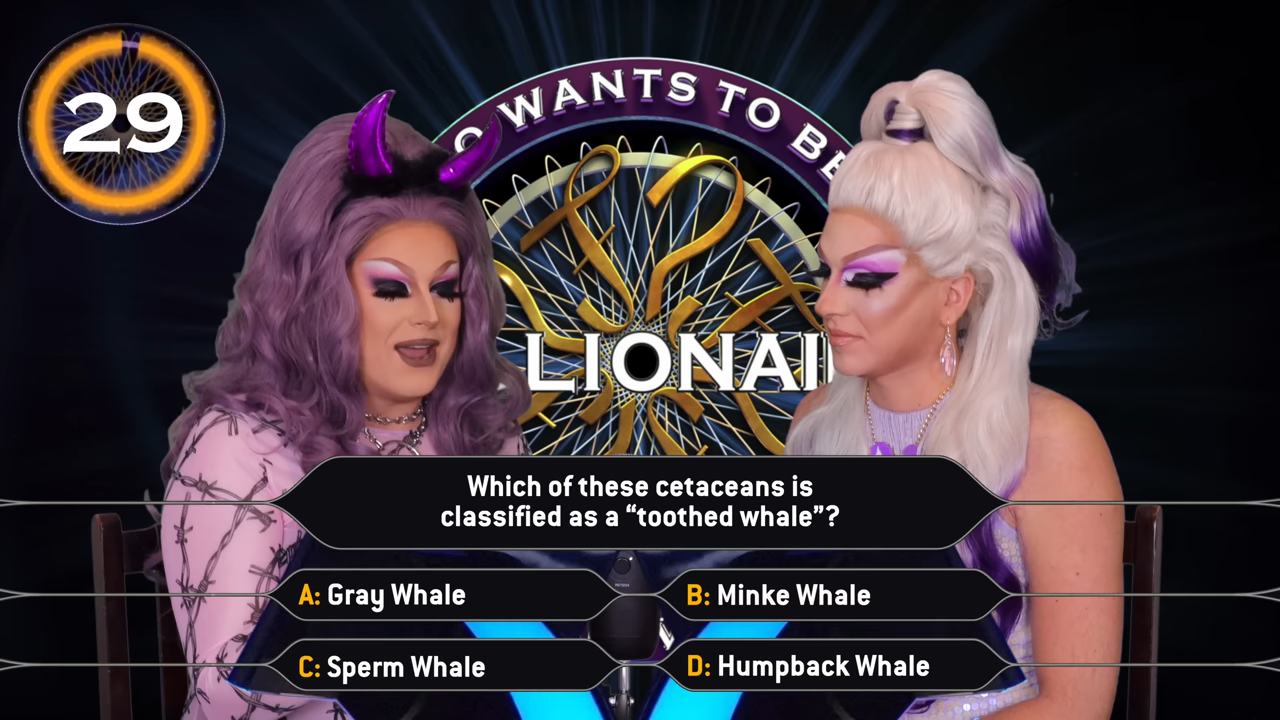 29
O WANTS TO BE
LIONAI
Which of these cetaceans is
classified as a “toothed whale”?
A: Gray Whale
B: Minke Whale
C: Sperm Whale
D: Humpback Whale